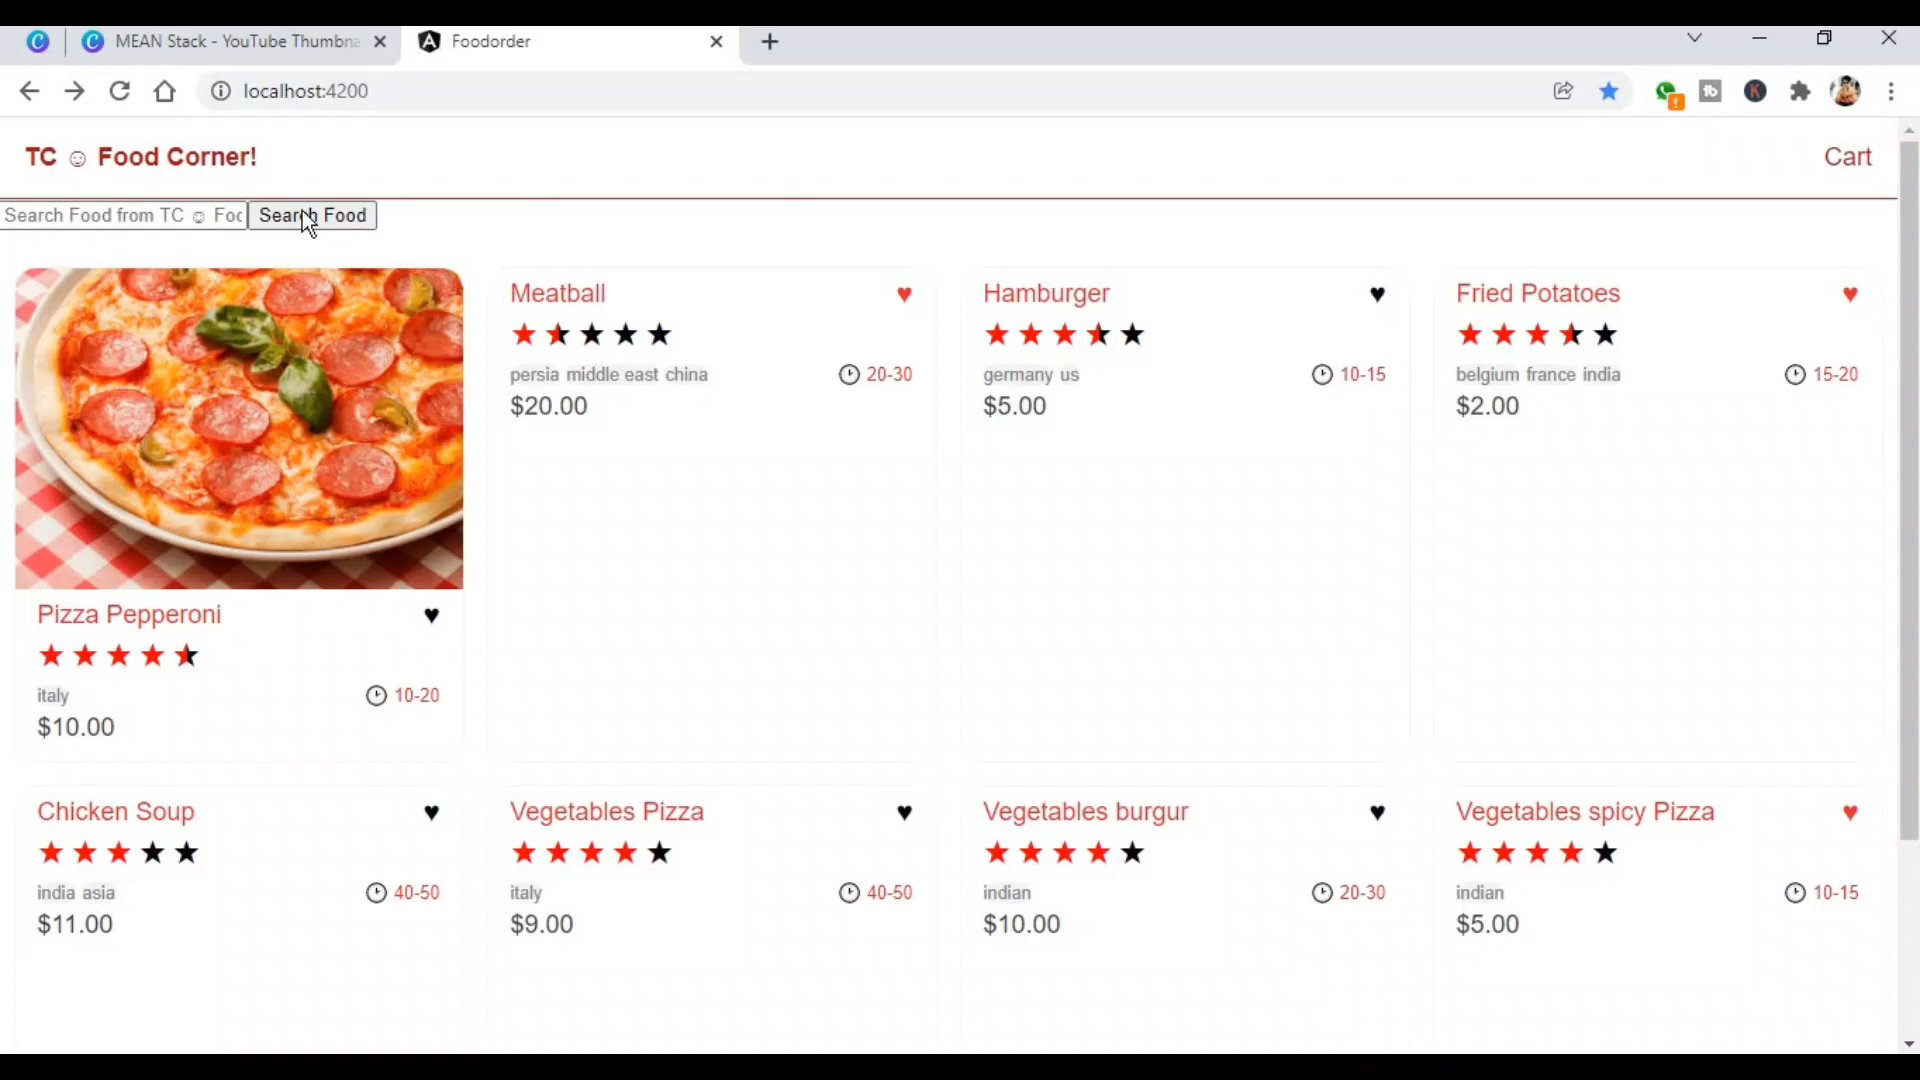 MEAN Stack - YouTube Thumbna
Foodorder
localhost:4200
TC ☺ Food Corner!
Cart
Search Food from TC ☺ Foo
Search Food
Meatball
persia middle east china
20-30
$20.00
Hamburger
germany us
10-15
$5.00
Fried Potatoes
belgium france india
15-20
$2.00
Pizza Pepperoni
italy
10-20
$10.00
Chicken Soup
india asia
40-50
$11.00
Vegetables Pizza
italy
40-50
$9.00
Vegetables burgur
indian
20-30
$10.00
Vegetables spicy Pizza
indian
10-15
$5.00